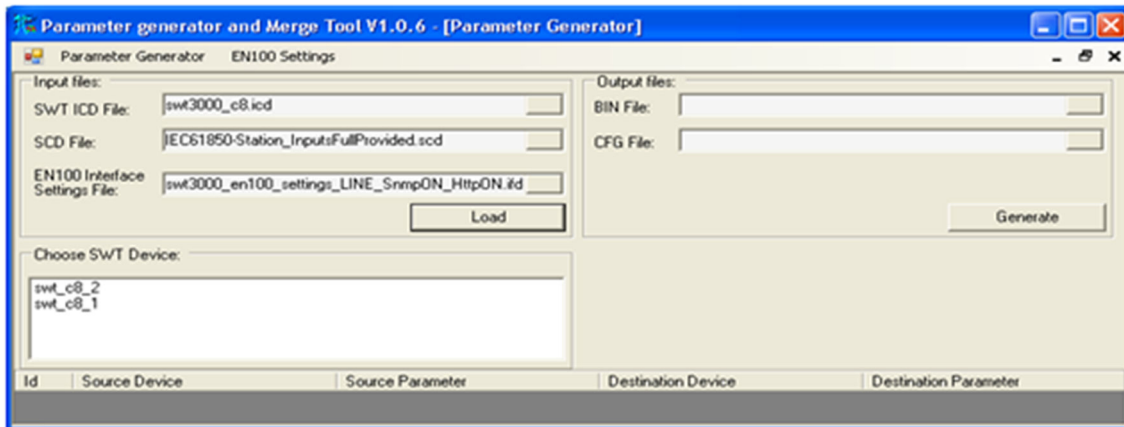 Parameter generator and Merge Tool V1.0.6 - [Parameter Generator]
Parameter Generator EN100 Settings
Input files:
SWT ICD File: swt3000_c8.icd
SCD File: IEC61850-Station_InputsFullProvided.scd
EN100 Interface
Settings File: swt3000_en100_settings_LINE_SnmpON_HttpON.ifd
Load
Output files:
BIN File:
CFG File:
Generate
Choose SWT Device:
swt_c8_2
swt_c8_1
Id Source Device Source Parameter Destination Device Destination Parameter